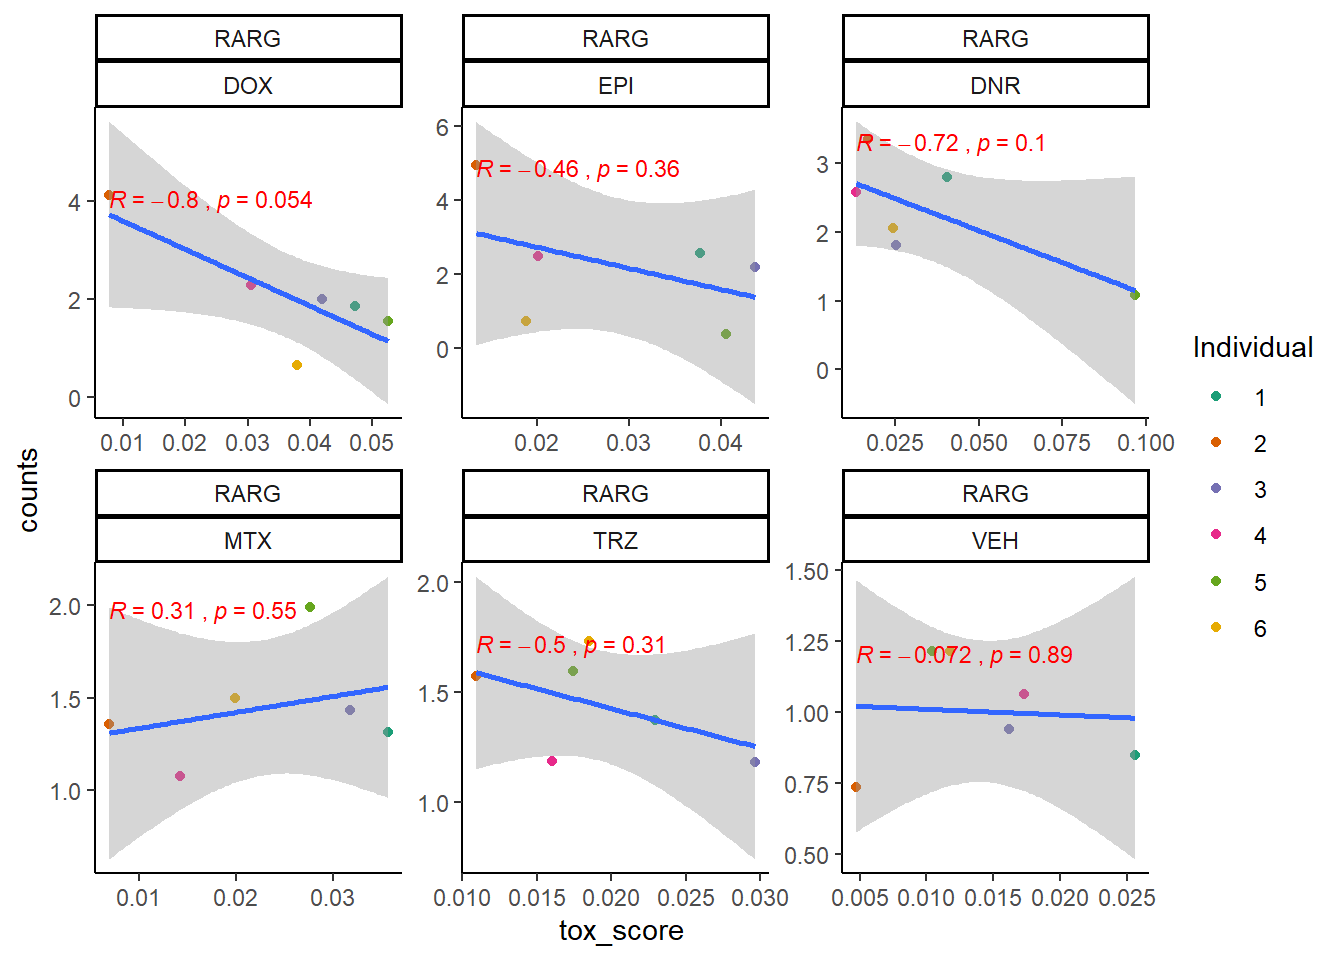 RARG
DOX
R = −0.8 , p = 0.054
4
2
0
0.01 0.02 0.03 0.04 0.05
RARG
EPI
R = −0.46 , p = 0.36
6
4
2
0
0.02 0.03 0.04
RARG
DNR
R = −0.72 , p = 0.1
3
2
1
0
0.025 0.050 0.075 0.100
RARG
MTX
R = 0.31 , p = 0.55
2.0
1.5
1.0
0.01 0.02 0.03
RARG
TRZ
R = −0.5 , p = 0.31
2.0
1.5
1.0
0.010 0.015 0.020 0.025 0.030
RARG
VEH
R = −0.072 , p = 0.89
1.50
1.25
1.00
0.75
0.50
0.005 0.010 0.015 0.020 0.025
counts
tox_score
Individual
1
2
3
4
5
6